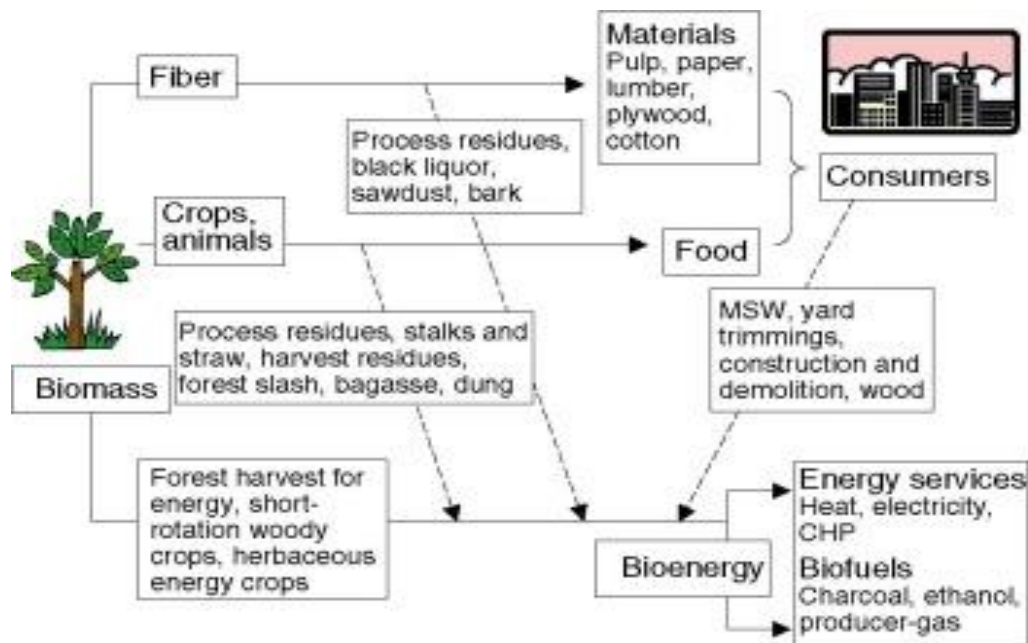 Fiber
Materials
Pulp, paper,
lumber,
plywood,
cotton
Process residues,
black liquor,
sawdust, bark
Consumers
Crops,
animals
Food
Process residues, stalks and
straw, harvest residues,
forest slash, bagasse, dung
MSW, yard
trimmings,
construction and
demolition, wood
Biomass
Forest harvest for
energy, short-
rotation woody
crops, herbaceous
energy crops
Bioenergy
Energy services
Heat, electricity,
CHP
Biofuels
Charcoal, ethanol,
producer-gas